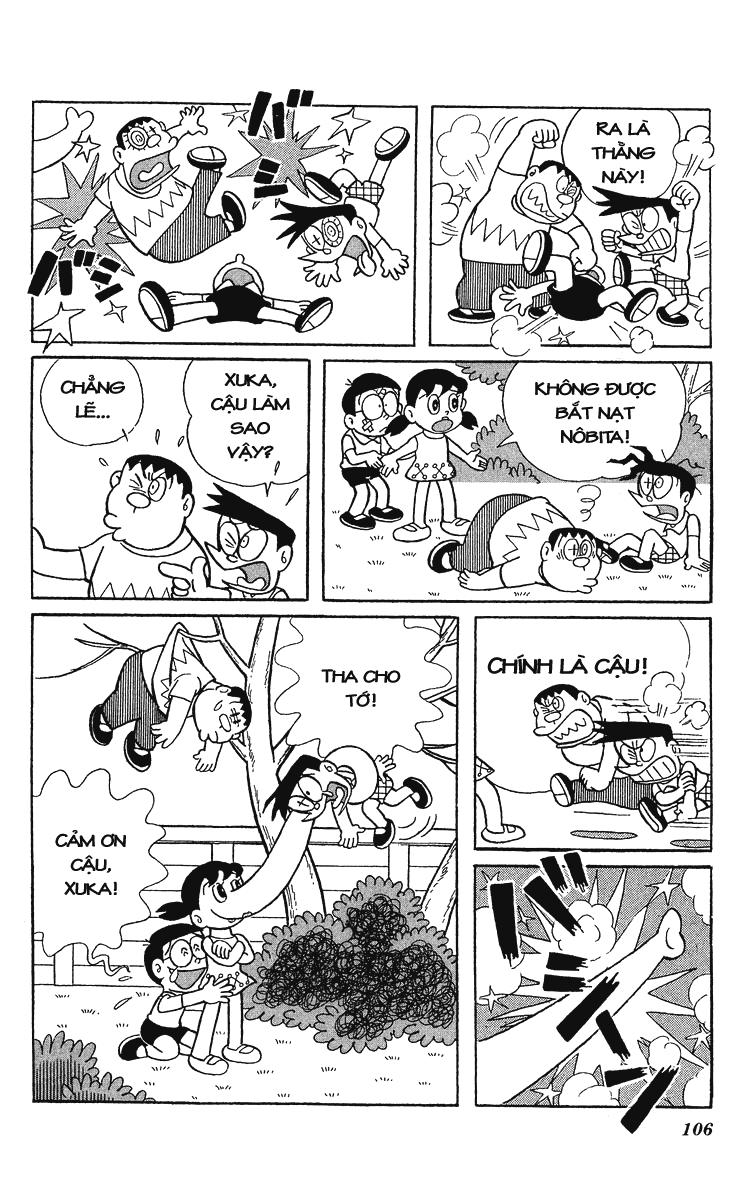 RA LÀ
THẰNG
NÀY!
KHÔNG ĐƯỢC
BẮT NẠT
NÔBITA!
XUKA,
CẬU LÀM
SAO
VẬY?
CHẲNG
LẼ...
CHÍNH LÀ CẬU!
THA CHO
TỚ!
CẢM ƠN
CẬU,
XUKA!
106